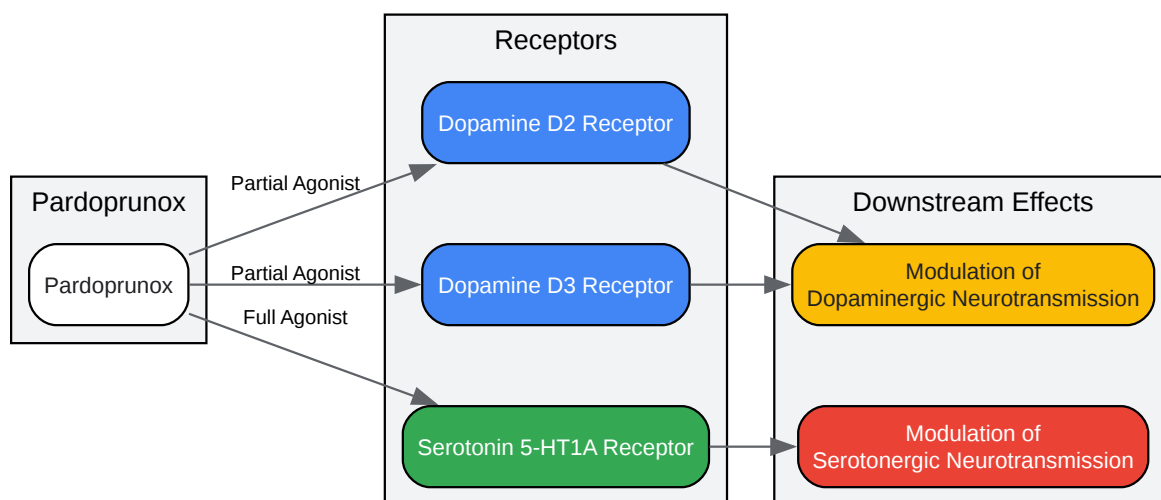 Receptors
Dopamine D2 Receptor
Partial Agonist
Pardoprunox
Downstream Effects
Pardoprunox
Partial Agonist
Dopamine D3 Receptor
Modulation of
Dopaminergic Neurotransmission
Full Agonist
Serotonin 5-HT1A Receptor
Modulation of
Serotonergic Neurotransmission